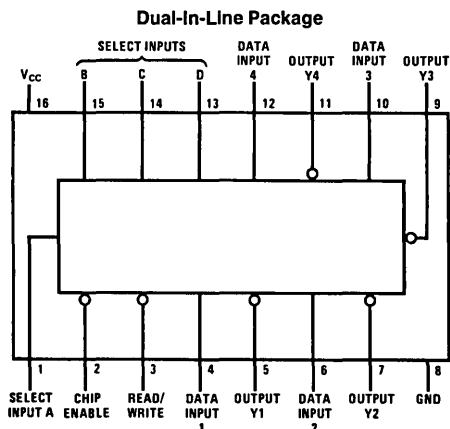 Dual-In-Line Package
SELECT INPUTS
DATA INPUT 4
OUTPUT Y4
DATA INPUT 3
OUTPUT Y3
VCC
B
C
D
16
15
14
13
12
11
10
9
1
2
3
4
5
6
7
8
SELECT INPUT A
CHIP ENABLE
READ/ WRITE
DATA INPUT 1
OUTPUT Y1
DATA INPUT 2
OUTPUT Y2
GND